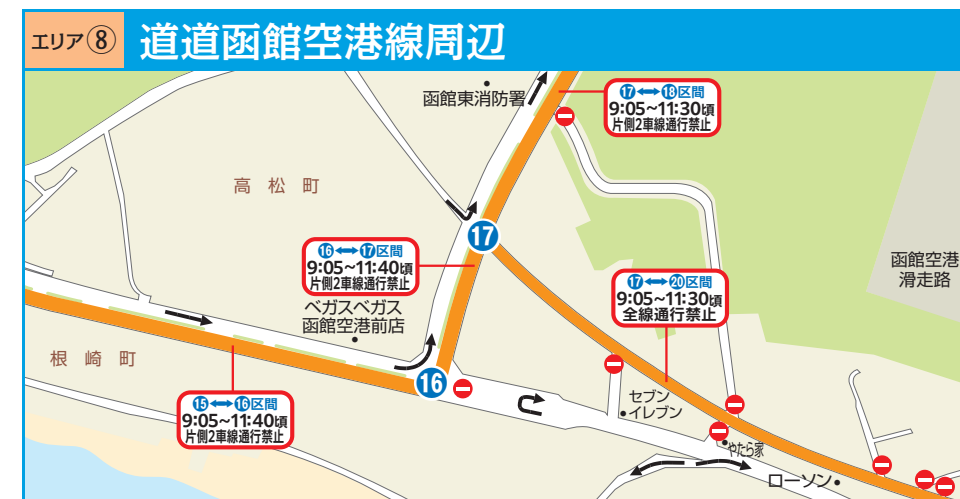 エリア⑧ 道道函館空港線周辺
函館東消防署
⑰⟷⑱区間
9:05~11:30頃
片側2車線通行禁止
高松町
⑰
⑯⟷⑰区間
9:05~11:40頃
片側2車線通行禁止
函館空港
滑走路
⑰⟷⑳区間
9:05~11:30頃
全線通行禁止
ベガスベガス
函館空港前店
根崎町
⑯
⑮⟷⑯区間
9:05~11:40頃
片側2車線通行禁止
セブン
イレブン
やたら家
ローソン